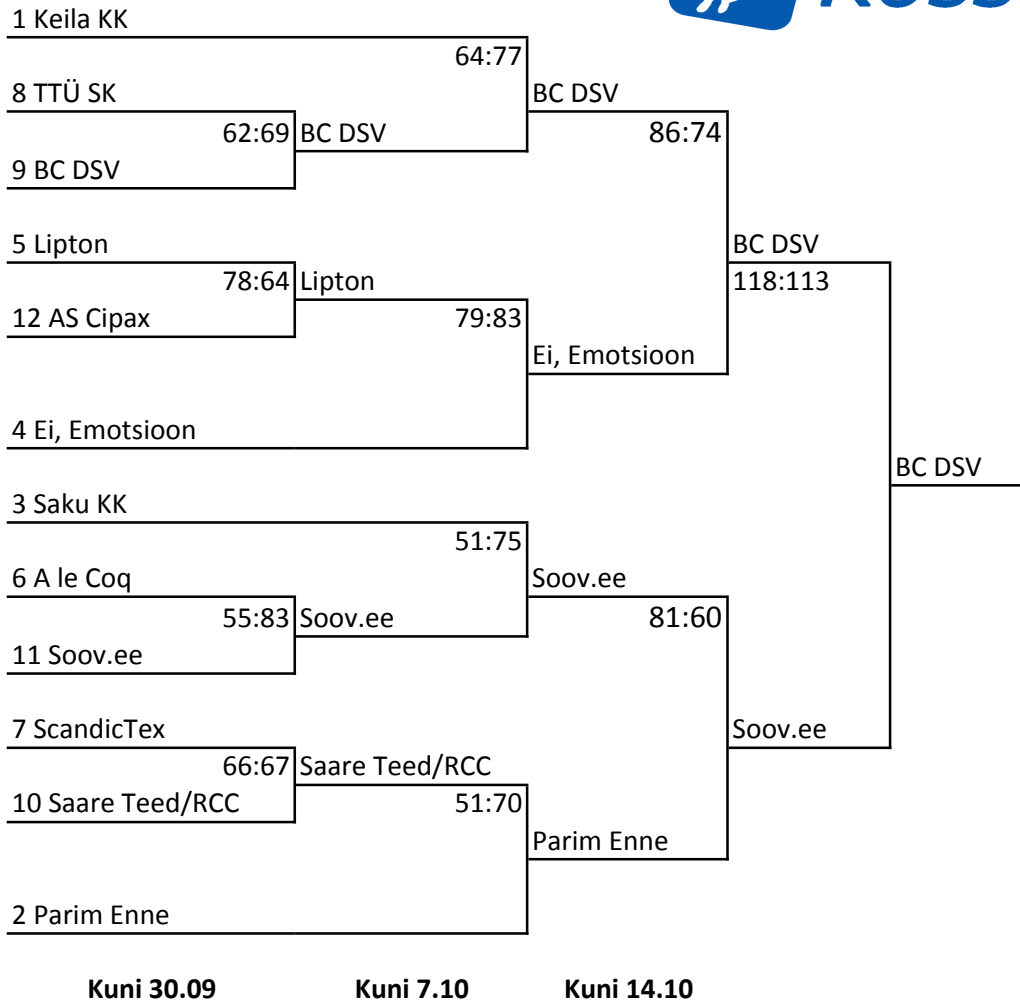 1 Keila KK
64:77
8 TTÜ SK
BC DSV
62:69 BC DSV
86:74
9 BC DSV
5 Lipton
BC DSV
78:64 Lipton
118:113
12 AS Cipax
79:83
Ei, Emotsioon
4 Ei, Emotsioon
BC DSV
3 Saku KK
51:75
6 A le Coq
Soov.ee
55:83 Soov.ee
81:60
11 Soov.ee
7 ScandicTex
Soov.ee
66:67 Saare Teed/RCC
10 Saare Teed/RCC
51:70
Parim Enne
2 Parim Enne
Kuni 30.09 Kuni 7.10 Kuni 14.10